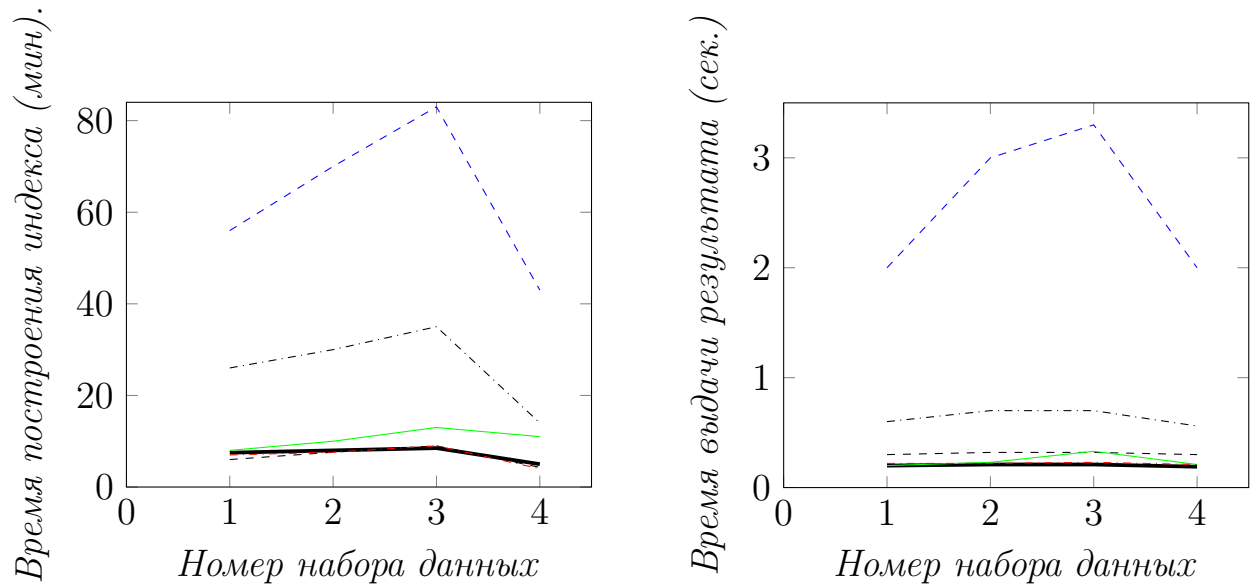 Время построения индекса (мин).
80
60
40
20
0
0 1 2 3 4
Номер набора данных
Время выдачи результата (сек.)
3
2
1
0
0 1 2 3 4
Номер набора данных